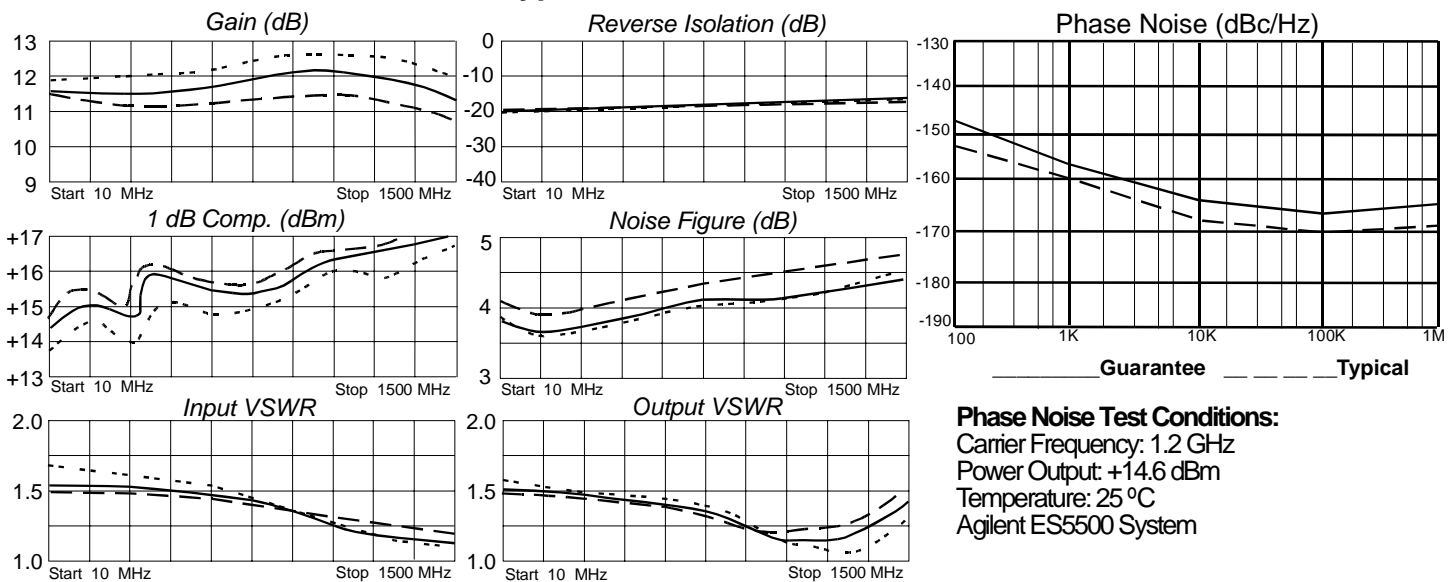 Gain (dB)
13
12
11
10
9
Start 10 MHz
Stop 1500 MHz
Reverse Isolation (dB)
0
-10
-20
-30
-40
Start 10 MHz
Stop 1500 MHz
Phase Noise (dBc/Hz)
-130
-140
-150
-160
-170
-180
-190
100
1K
10K
100K
1M
Guarantee
Typical
1 dB Comp. (dBm)
+17
+16
+15
+14
+13
Start 10 MHz
Stop 1500 MHz
Noise Figure (dB)
5
4
3
Start 10 MHz
Stop 1500 MHz
Input VSWR
2.0
1.5
1.0
Start 10 MHz
Stop 1500 MHz
Output VSWR
2.0
1.5
1.0
Start 10 MHz
Stop 1500 MHz
Phase Noise Test Conditions:
Carrier Frequency: 1.2 GHz
Power Output: +14.6 dBm
Temperature: 25 ºC
Agilent ES5500 System